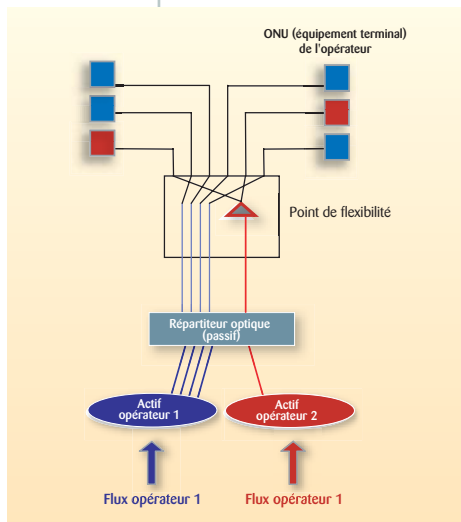 ONU (équipement terminal)
de l'opérateur
Point de flexibilité
Répartiteur optique
(passif)
Actif
opérateur 1
Actif
opérateur 2
Flux opérateur 1
Flux opérateur 1